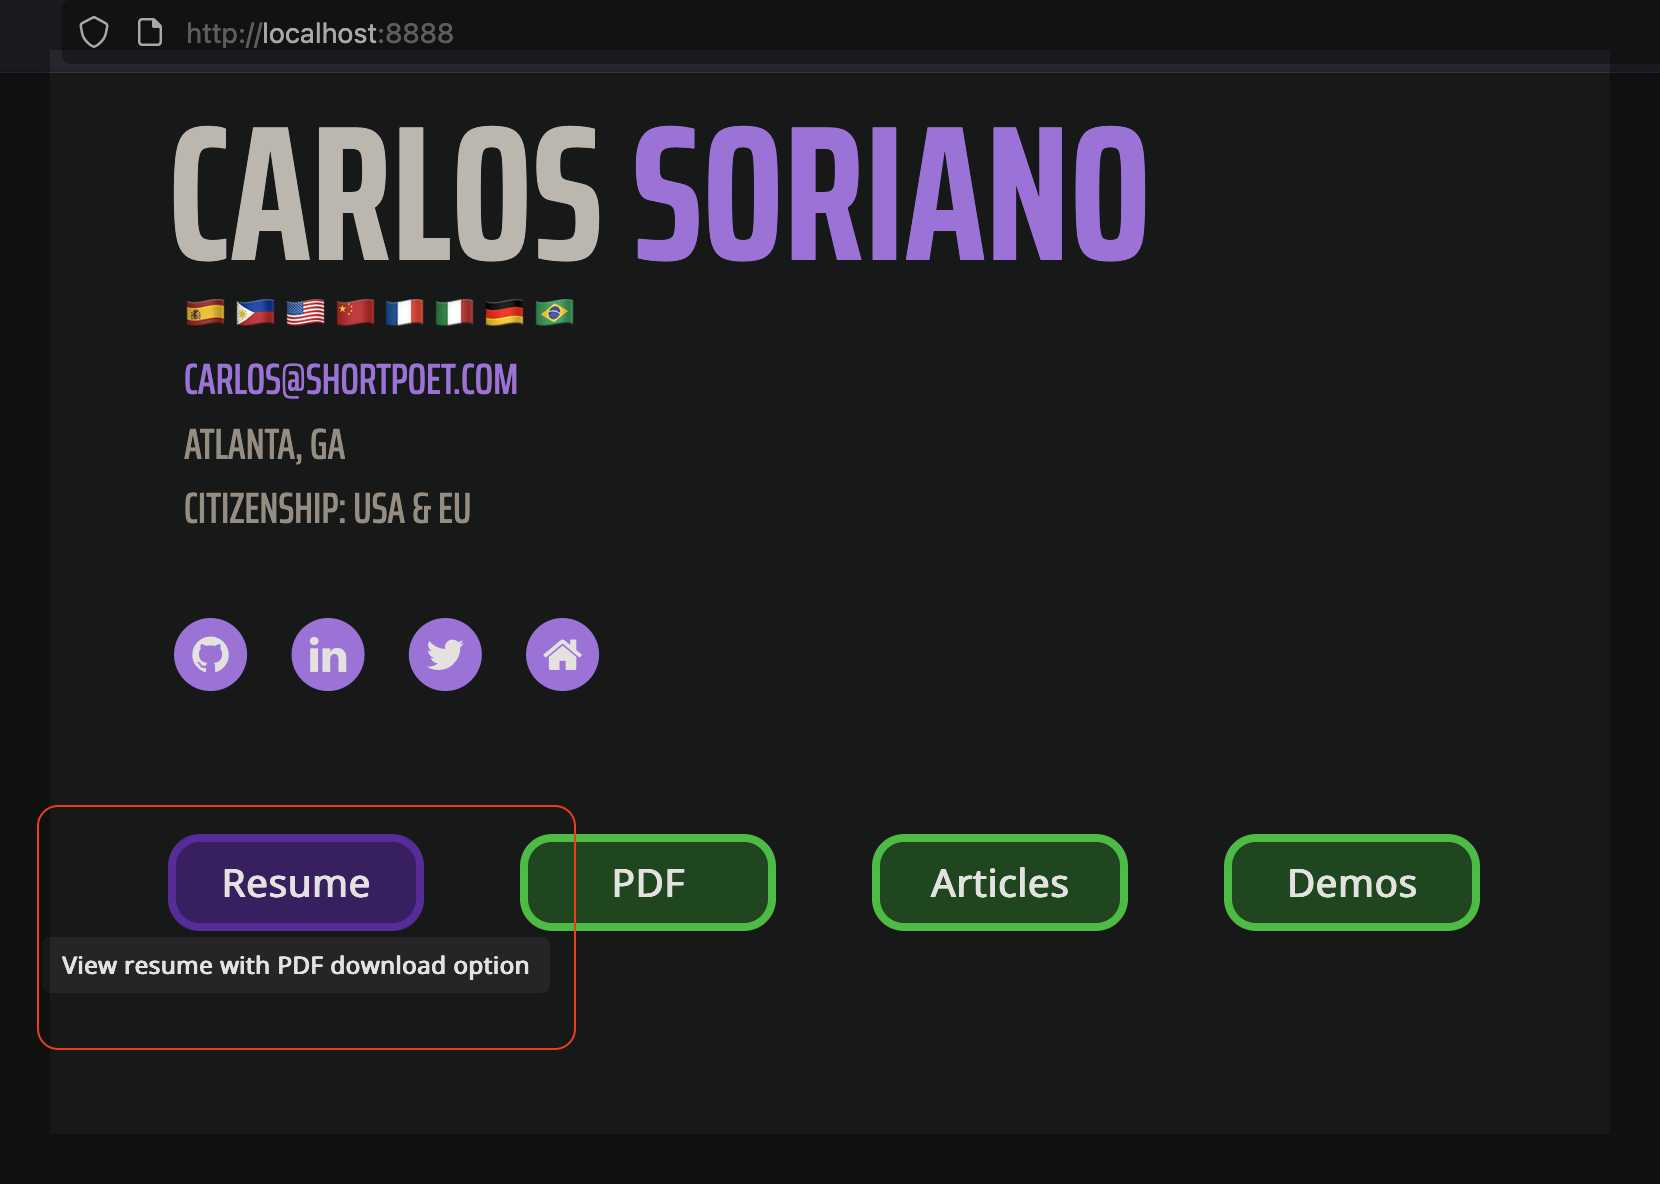 http://localhost:8888
CARLOS SORIANO
CARLOS@SHORTPOET.COM
ATLANTA, GA
CITIZENSHIP: USA & EU
in
Resume
PDF
Articles
Demos
View resume with PDF download option